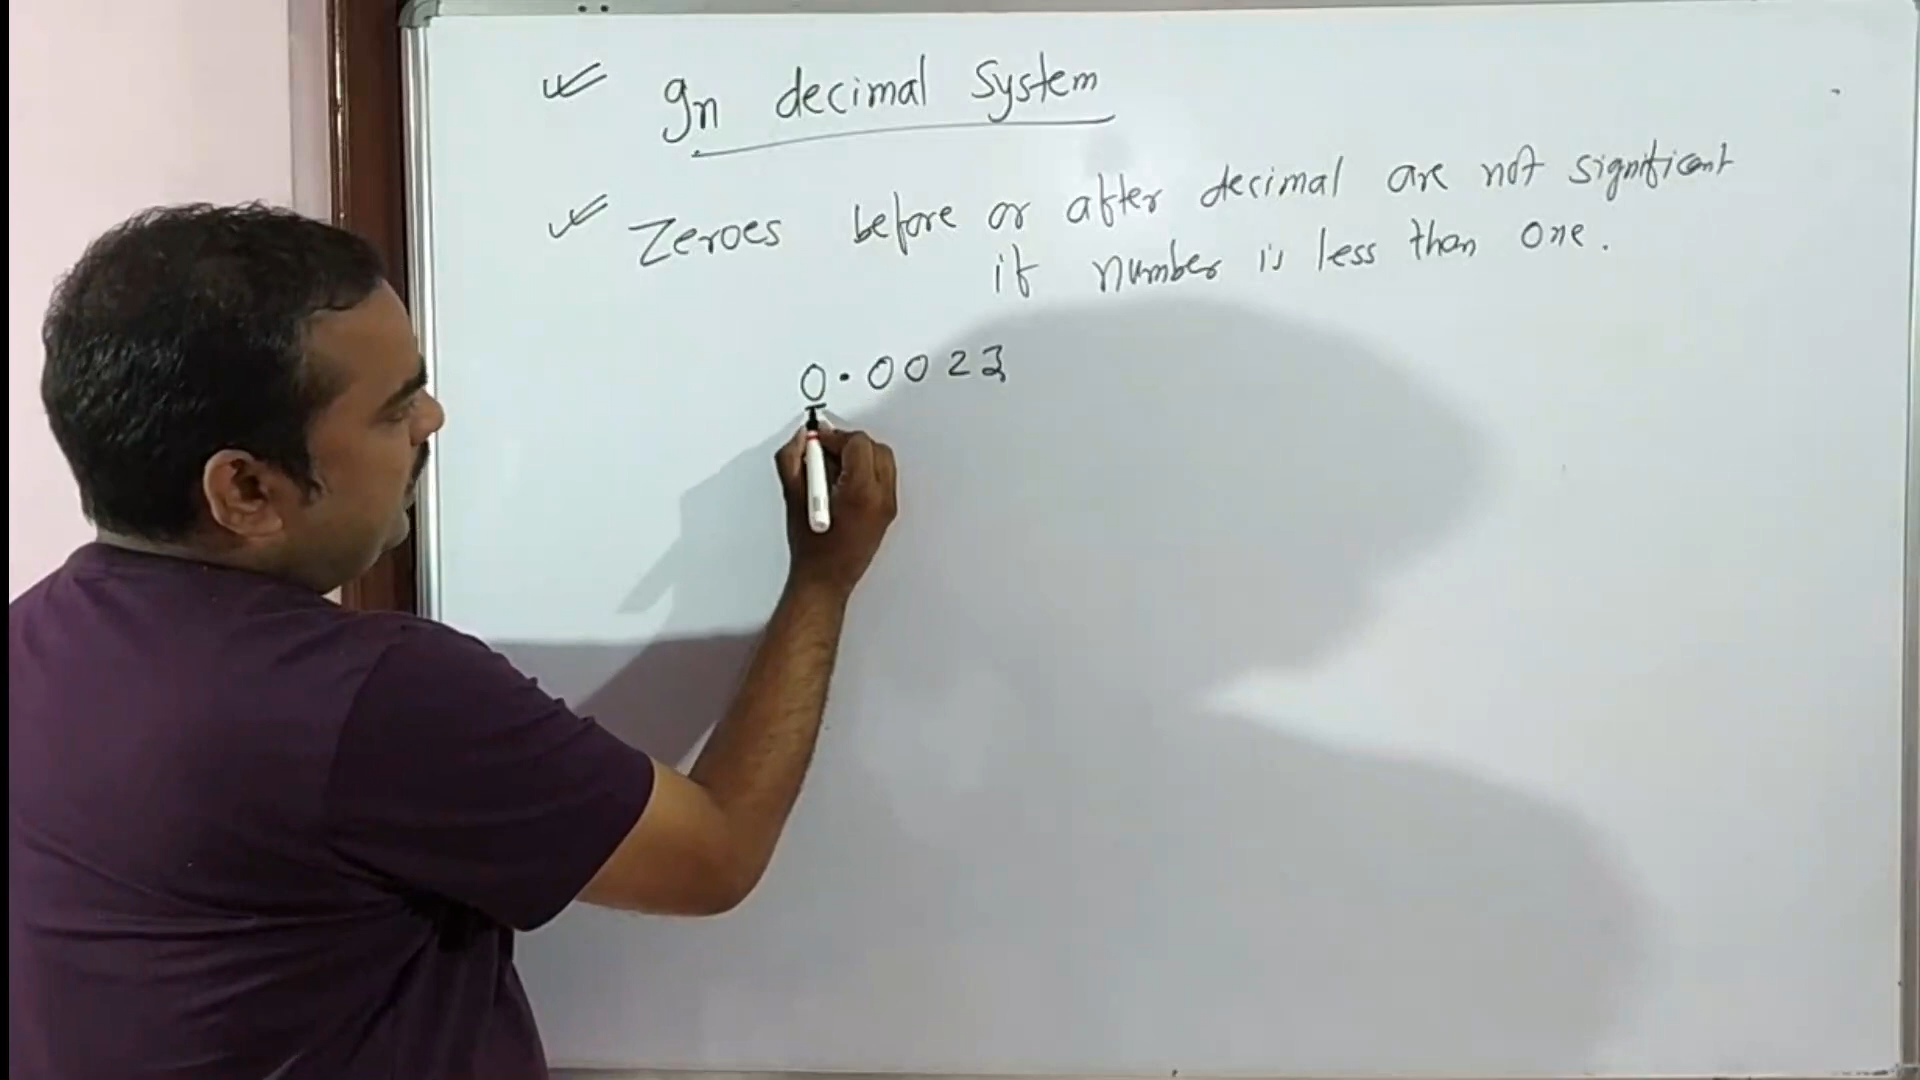 In decimal System
Zeroes before or after decimal are not significant
if number is less than one.
0.0023